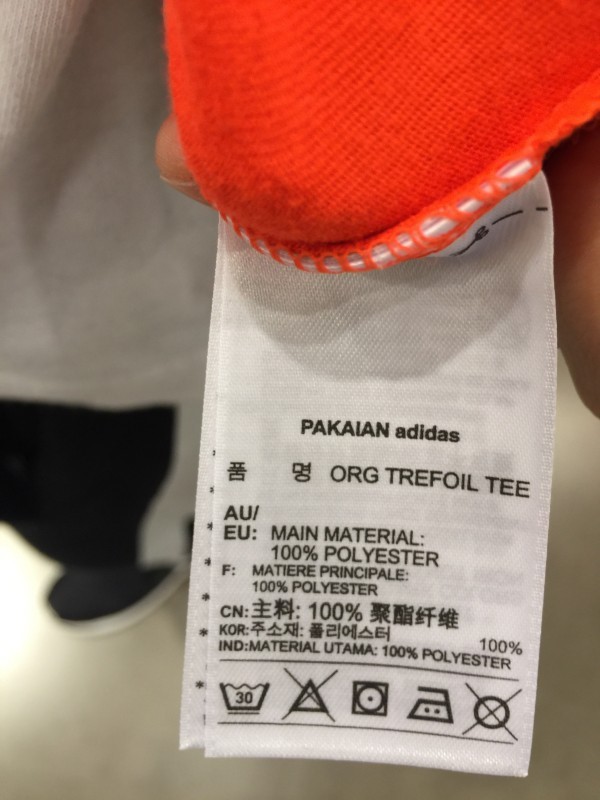 PAKAIAN adidas
품 명 ORG TREFOIL TEE
AU/
EU: MAIN MATERIAL:
100% POLYESTER
F: MATIERE PRINCIPALE:
100% POLYESTER
CN: 主料: 100% 聚酯纤维
KOR: 주소재: 폴리에스터 100%
IND: MATERIAL UTAMA: 100% POLYESTER
30